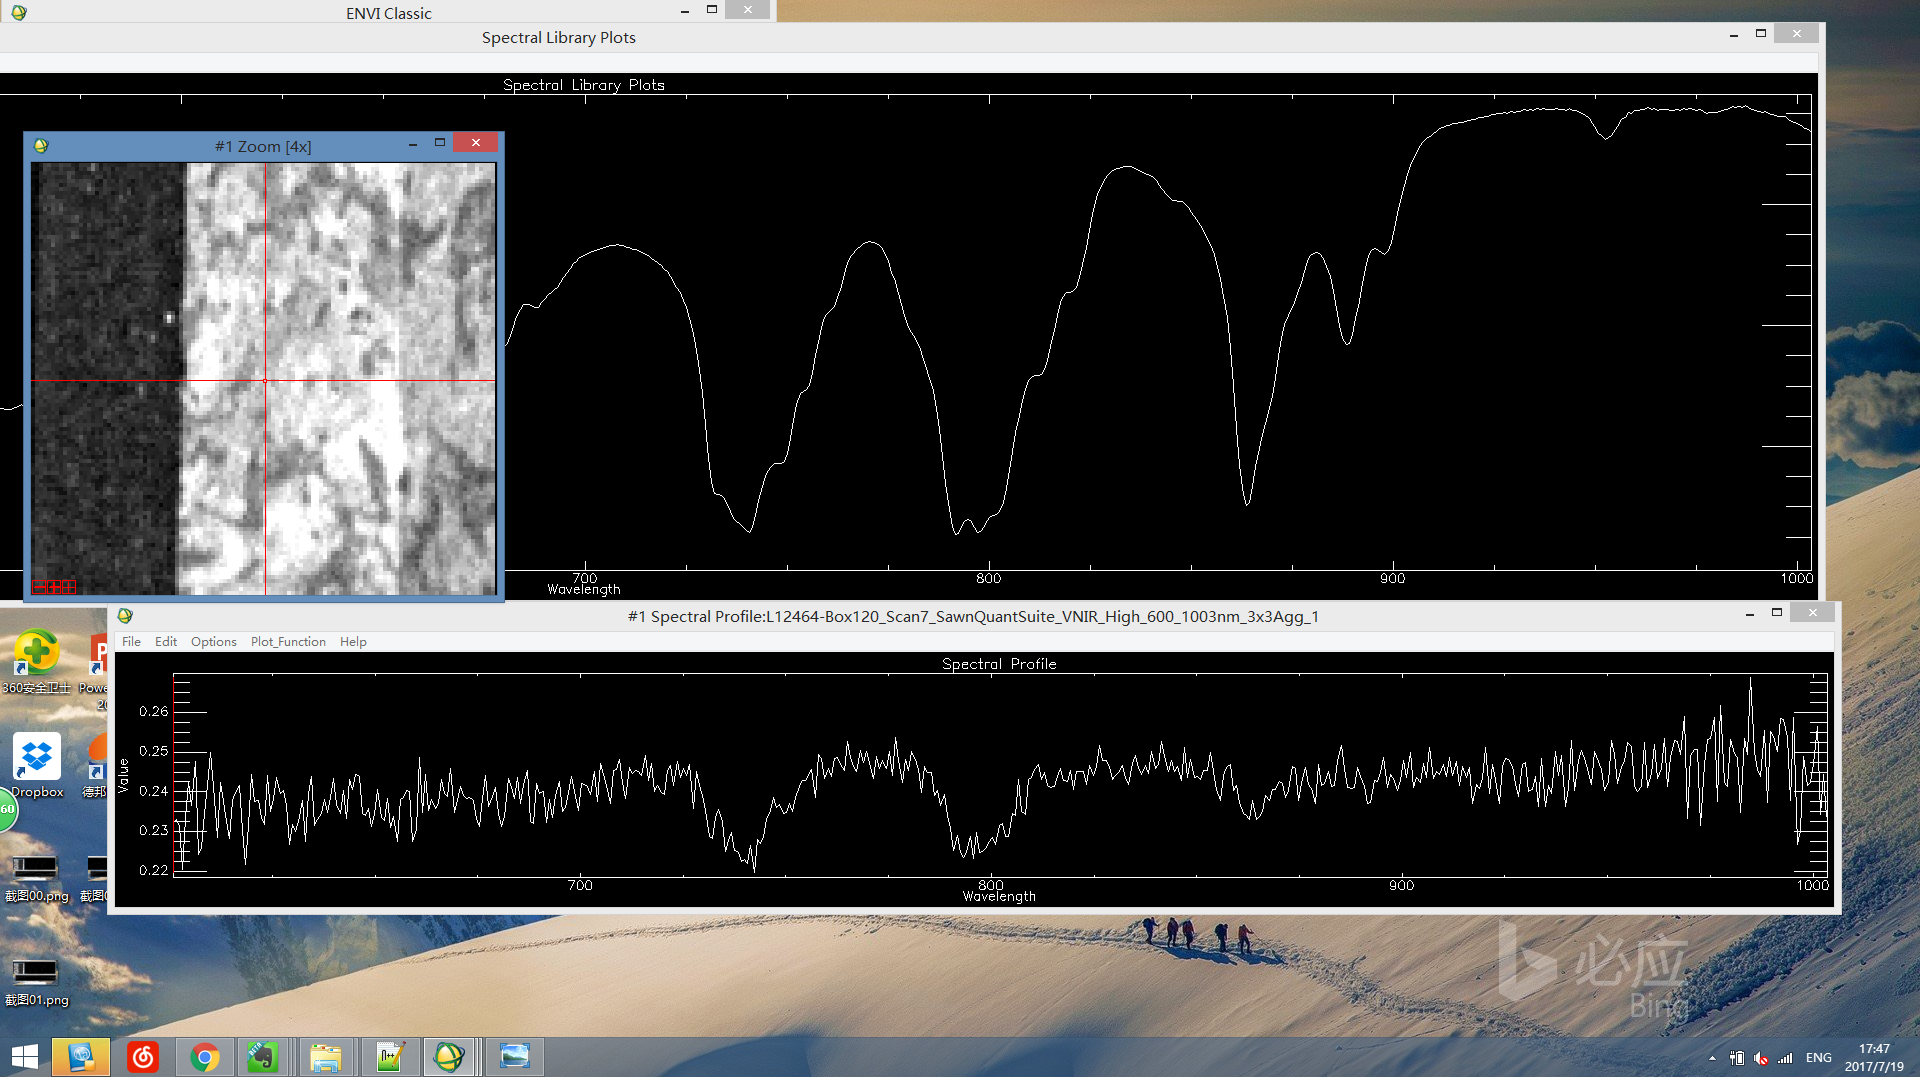 ENVI Classic
Spectral Library Plots
Spectral Library Plots
#1 Zoom [4x]
700
800
900
1000
Wavelength
#1 Spectral Profile:L12464-Box120_Scan7_SawnQuantSuite_VNIR_High_600_1003nm_3x3Agg_1
File Edit Options Plot_Function Help
Spectral Profile
0.26
0.25
0.24
0.23
0.22
Value
700
800
900
1000
Wavelength
360安全卫士
Powe
20
Dropbox
德邦
60
截图00.png
截图01.png
必应
Bing
ENG
17:47
2017/7/19